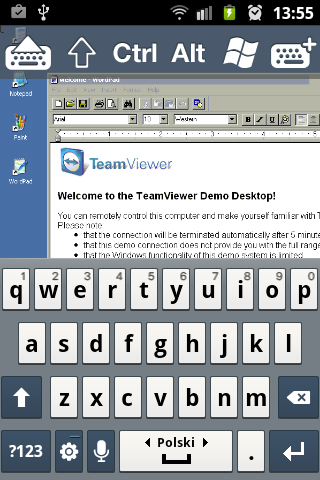 13:55
Ctrl Alt
Welcome - WordPad
Notepad
Arial 10 Western
B I U
Paint
TeamViewer
WordPad
Welcome to the TeamViewer Demo Desktop!
You can remotely control this computer and make yourself familiar with T
Please note
that the connection will be terminated automatically after 5 minute
that this demo connection does not provide you with the full range
that the Windows functionality of this demo system is limited
1 2 3 4 5 6 7 8 9 0
q w e r t y u i o p
a s d f g h j k l
z x c v b n m
?123 Polski .